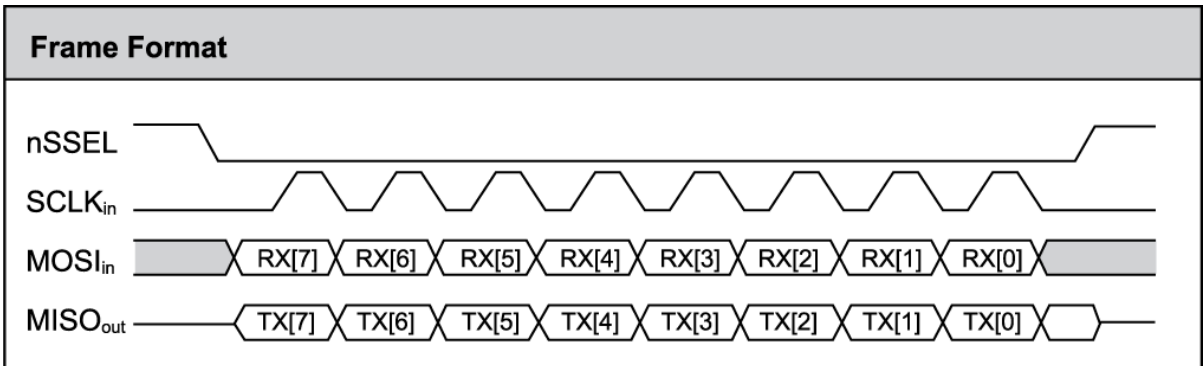 Frame Format
nSSEL
SCLKin
MOSIin RX[7] RX[6] RX[5] RX[4] RX[3] RX[2] RX[1] RX[0]
MISOout TX[7] TX[6] TX[5] TX[4] TX[3] TX[2] TX[1] TX[0]